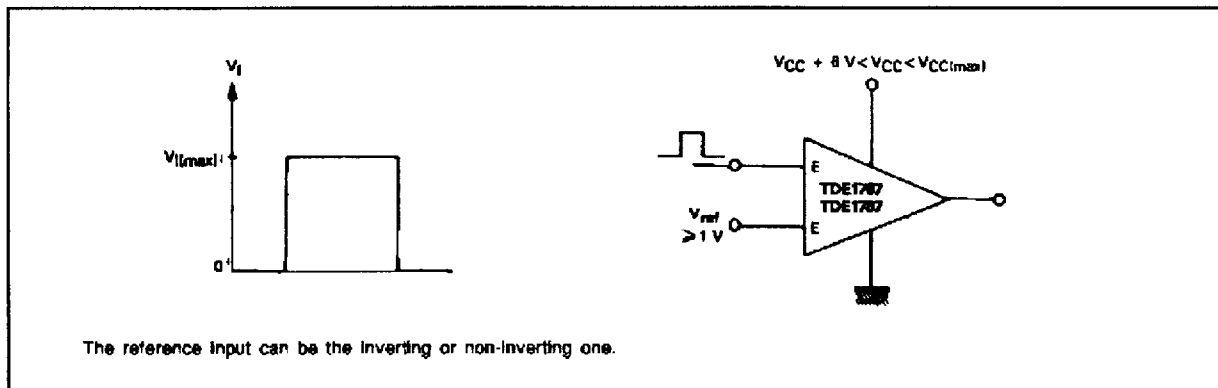 V_I
V_I(max)
0
V_CC + 8 V < V_CC < V_CC(max)
E
TDE1767
TDE1787
V_ref
≥ 1 V
E
The reference input can be the inverting or non-inverting one.